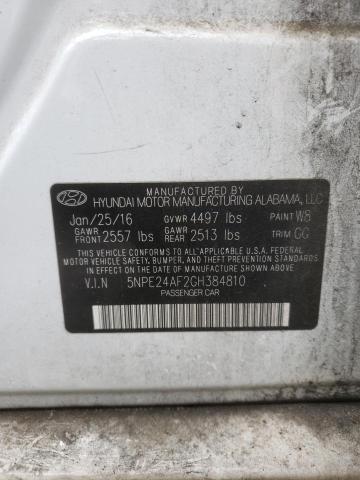 MANUFACTURED BY
HYUNDAI MOTOR MANUFACTURING ALABAMA, LLC
Jan/25/16 GVWR 4497 lbs PAINT W8
GAWR FRONT 2557 lbs GAWR REAR 2513 lbs TRIM GG
THIS VEHICLE CONFORMS TO ALL APPLICABLE U.S.A. FEDERAL
MOTOR VEHICLE SAFETY, BUMPER, AND THEFT PREVENTION
STANDARDS IN EFFECT ON THE DATE OF MANUFACTURE SHOWN ABOVE.
V.I.N 5NPE24AF2GH384810
PASSENGER CAR